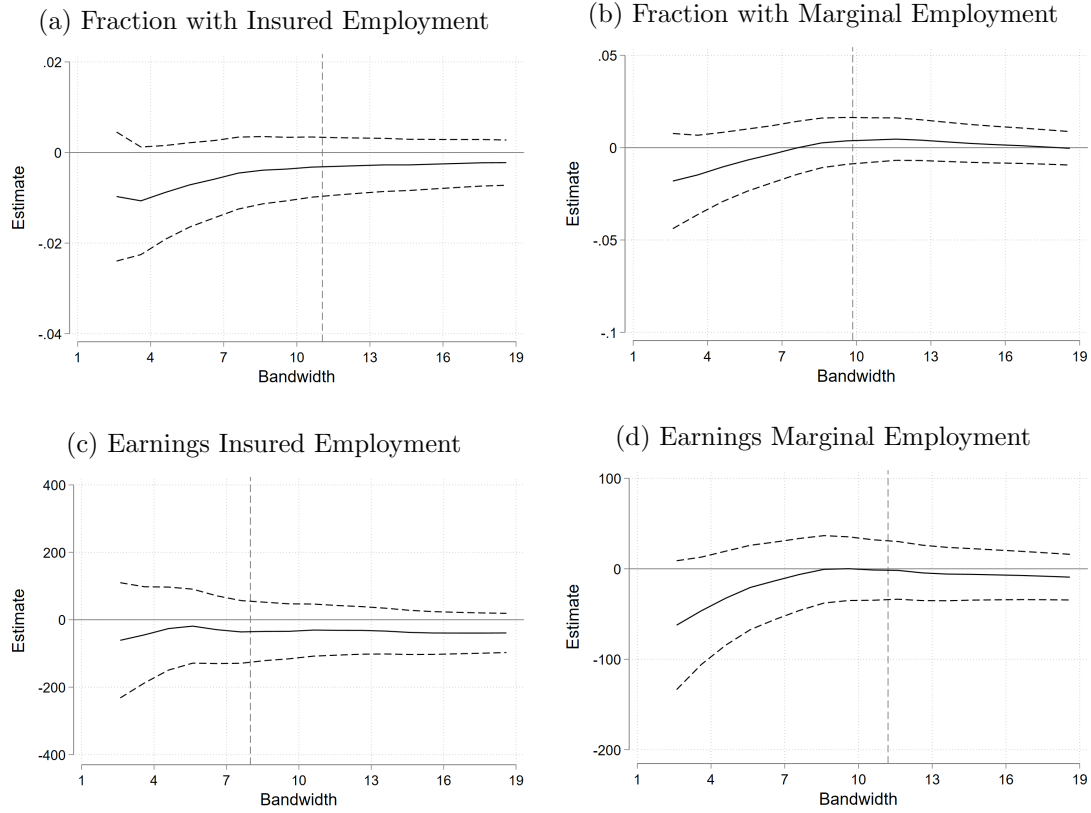 (a) Fraction with Insured Employment
.02
0
-.02
-.04
Estimate
1 4 7 10 13 16 19
Bandwidth
(b) Fraction with Marginal Employment
.05
0
-.05
-.1
Estimate
1 4 7 10 13 16 19
Bandwidth
(c) Earnings Insured Employment
400
200
0
-200
-400
Estimate
1 4 7 10 13 16 19
Bandwidth
(d) Earnings Marginal Employment
100
0
-100
-200
Estimate
1 4 7 10 13 16 19
Bandwidth